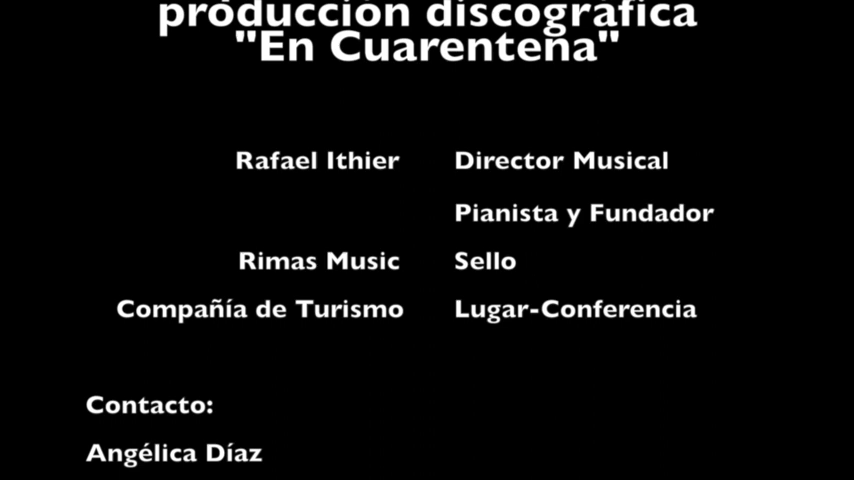 producción discográfica
"En Cuarentena"
Rafael Ithier Director Musical
Pianista y Fundador
Rimas Music Sello
Compañía de Turismo Lugar-Conferencia
Contacto:
Angélica Díaz